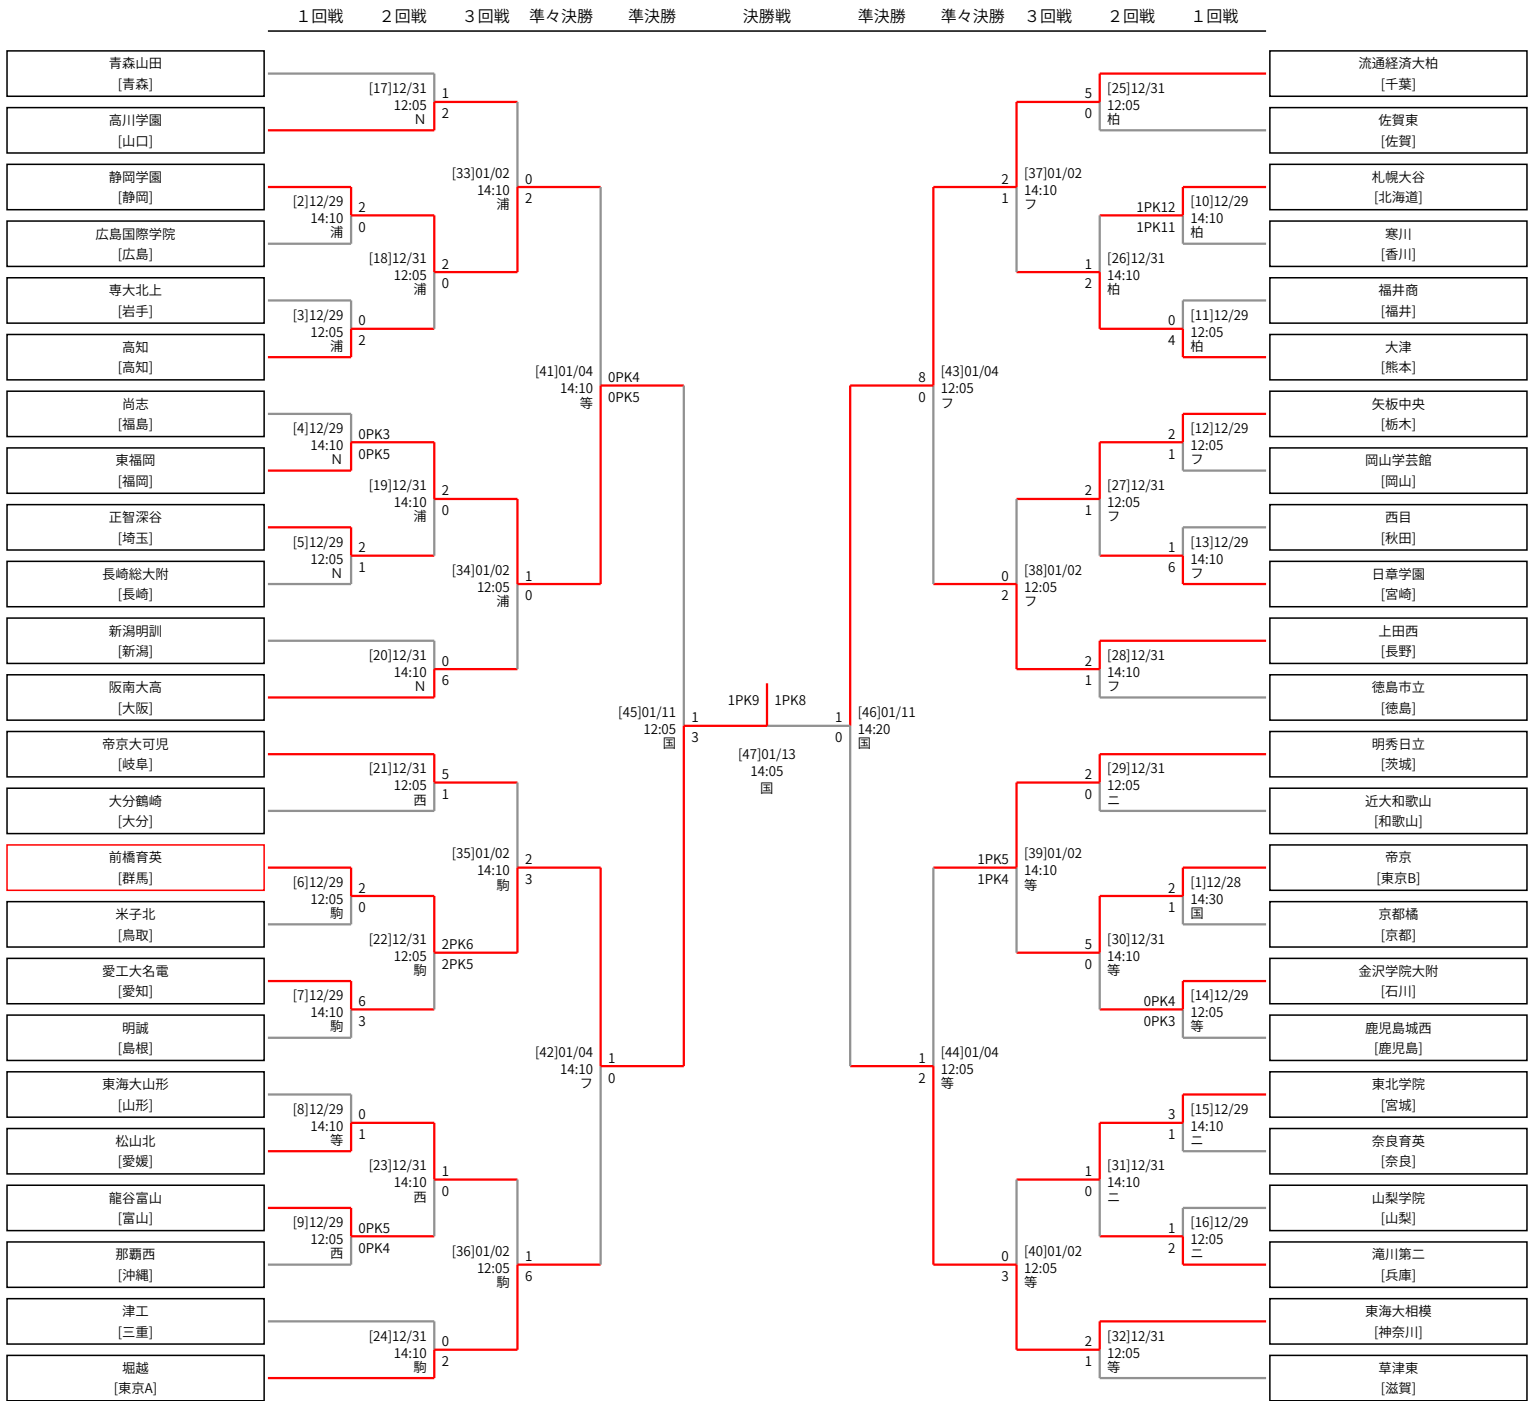 １回戦 ２回戦 ３回戦 準々決勝 準決勝 決勝戦 準決勝 準々決勝 ３回戦 ２回戦 １回戦
青森山田
[青森]
高川学園
[山口]
静岡学園
[静岡]
広島国際学院
[広島]
専大北上
[岩手]
高知
[高知]
尚志
[福島]
東福岡
[福岡]
正智深谷
[埼玉]
長崎総大附
[長崎]
新潟明訓
[新潟]
阪南大高
[大阪]
帝京大可児
[岐阜]
大分鶴崎
[大分]
前橋育英
[群馬]
米子北
[鳥取]
愛工大名電
[愛知]
明誠
[島根]
東海大山形
[山形]
松山北
[愛媛]
龍谷富山
[富山]
那覇西
[沖縄]
津工
[三重]
堀越
[東京A]
[2]12/29
14:10
浦
2
0
[3]12/29
12:05
浦
0
2
[4]12/29
14:10
N
0PK3
0PK5
[5]12/29
12:05
N
2
1
[6]12/29
12:05
駒
2
0
[7]12/29
14:10
駒
6
3
[8]12/29
14:10
等
0
1
[9]12/29
12:05
西
0PK5
0PK4
[17]12/31
12:05
N
1
2
[18]12/31
12:05
浦
2
0
[19]12/31
14:10
浦
2
0
[20]12/31
14:10
N
0
6
[21]12/31
12:05
西
5
1
[22]12/31
12:05
駒
2PK6
2PK5
[23]12/31
14:10
西
1
0
[24]12/31
14:10
駒
0
2
[33]01/02
14:10
浦
0
2
[34]01/02
12:05
浦
1
0
[35]01/02
14:10
駒
2
3
[36]01/02
12:05
駒
1
6
[41]01/04
14:10
等
0PK4
0PK5
[42]01/04
14:10
フ
1
0
[45]01/11
12:05
国
1
3
1PK9 1PK8
[47]01/13
14:05
国
1
0
[46]01/11
14:20
国
8
0
[43]01/04
12:05
フ
1
2
[44]01/04
12:05
等
2
1
[37]01/02
14:10
フ
0
2
[38]01/02
12:05
フ
1PK5
1PK4
[39]01/02
14:10
等
0
3
[40]01/02
12:05
等
5
0
[25]12/31
12:05
柏
1
2
[26]12/31
14:10
柏
2
1
[27]12/31
12:05
フ
2
1
[28]12/31
14:10
フ
2
0
[29]12/31
12:05
ニ
5
0
[30]12/31
14:10
等
1
0
[31]12/31
14:10
ニ
2
1
[32]12/31
12:05
等
1PK12
1PK11
[10]12/29
14:10
柏
0
4
[11]12/29
12:05
柏
2
1
[12]12/29
12:05
フ
1
6
[13]12/29
14:10
フ
2
1
[1]12/28
14:30
国
0PK4
0PK3
[14]12/29
12:05
等
3
1
[15]12/29
14:10
ニ
1
2
[16]12/29
12:05
ニ
流通経済大柏
[千葉]
佐賀東
[佐賀]
札幌大谷
[北海道]
寒川
[香川]
福井商
[福井]
大津
[熊本]
矢板中央
[栃木]
岡山学芸館
[岡山]
西目
[秋田]
日章学園
[宮崎]
上田西
[長野]
徳島市立
[徳島]
明秀日立
[茨城]
近大和歌山
[和歌山]
帝京
[東京B]
京都橘
[京都]
金沢学院大附
[石川]
鹿児島城西
[鹿児島]
東北学院
[宮城]
奈良育英
[奈良]
山梨学院
[山梨]
滝川第二
[兵庫]
東海大相模
[神奈川]
草津東
[滋賀]